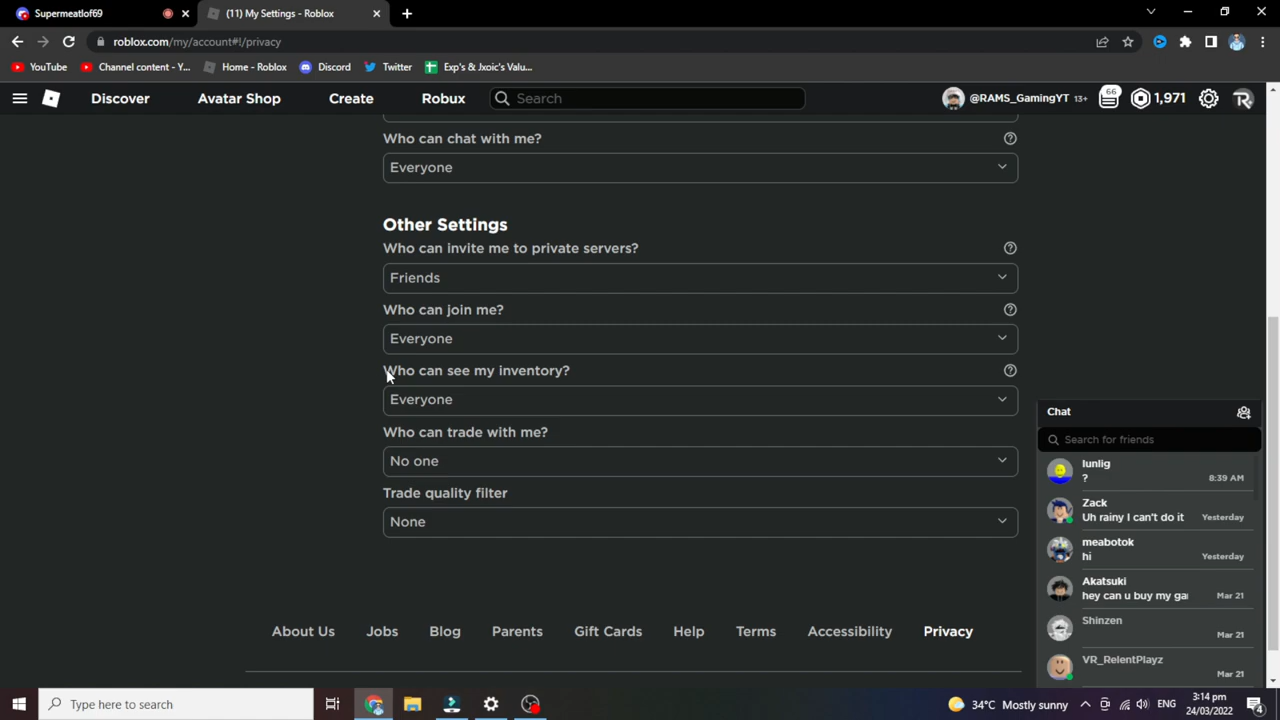 Supermeatlof69
(11) My Settings - Roblox
roblox.com/my/account#!/privacy
YouTube
Channel content - Y...
Home - Roblox
Discord
Twitter
Exp's & Jxoic's Valu...
Discover
Avatar Shop
Create
Robux
Search
@RAMS_GamingYT 13+
66
1,971
Who can chat with me?
Everyone
Other Settings
Who can invite me to private servers?
Friends
Who can join me?
Everyone
Who can see my inventory?
Everyone
Who can trade with me?
No one
Trade quality filter
None
Chat
Search for friends
lunlig
?
8:39 AM
Zack
Uh rainy I can't do it
Yesterday
meabotok
hi
Yesterday
Akatsuki
hey can u buy my gar
Mar 21
Shinzen
Mar 21
VR_RelentPlayz
Mar 21
About Us
Jobs
Blog
Parents
Gift Cards
Help
Terms
Accessibility
Privacy
Type here to search
34°C Mostly sunny
ENG
3:14 pm
24/03/2022
4